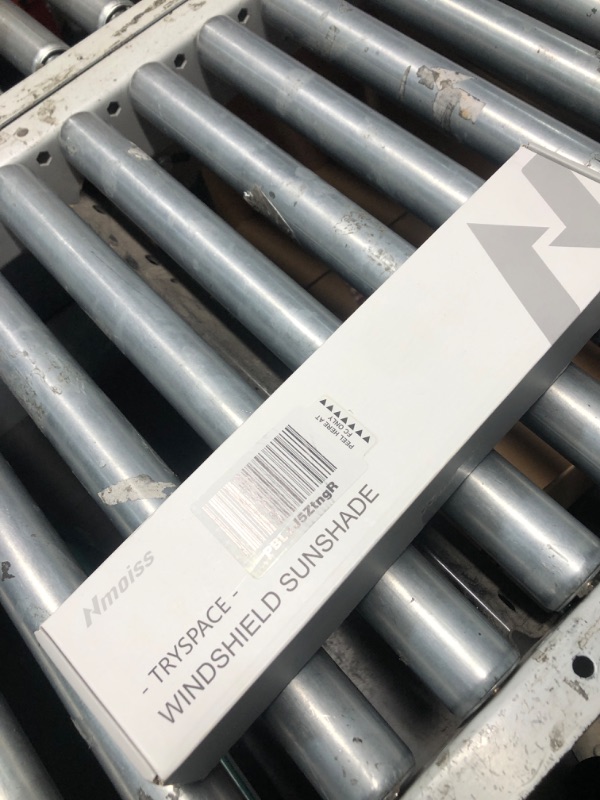 Nmoiss
- TRYSPACE -
WINDSHIELD SUNSHADE
PEEL HERE AT
FC ONLY